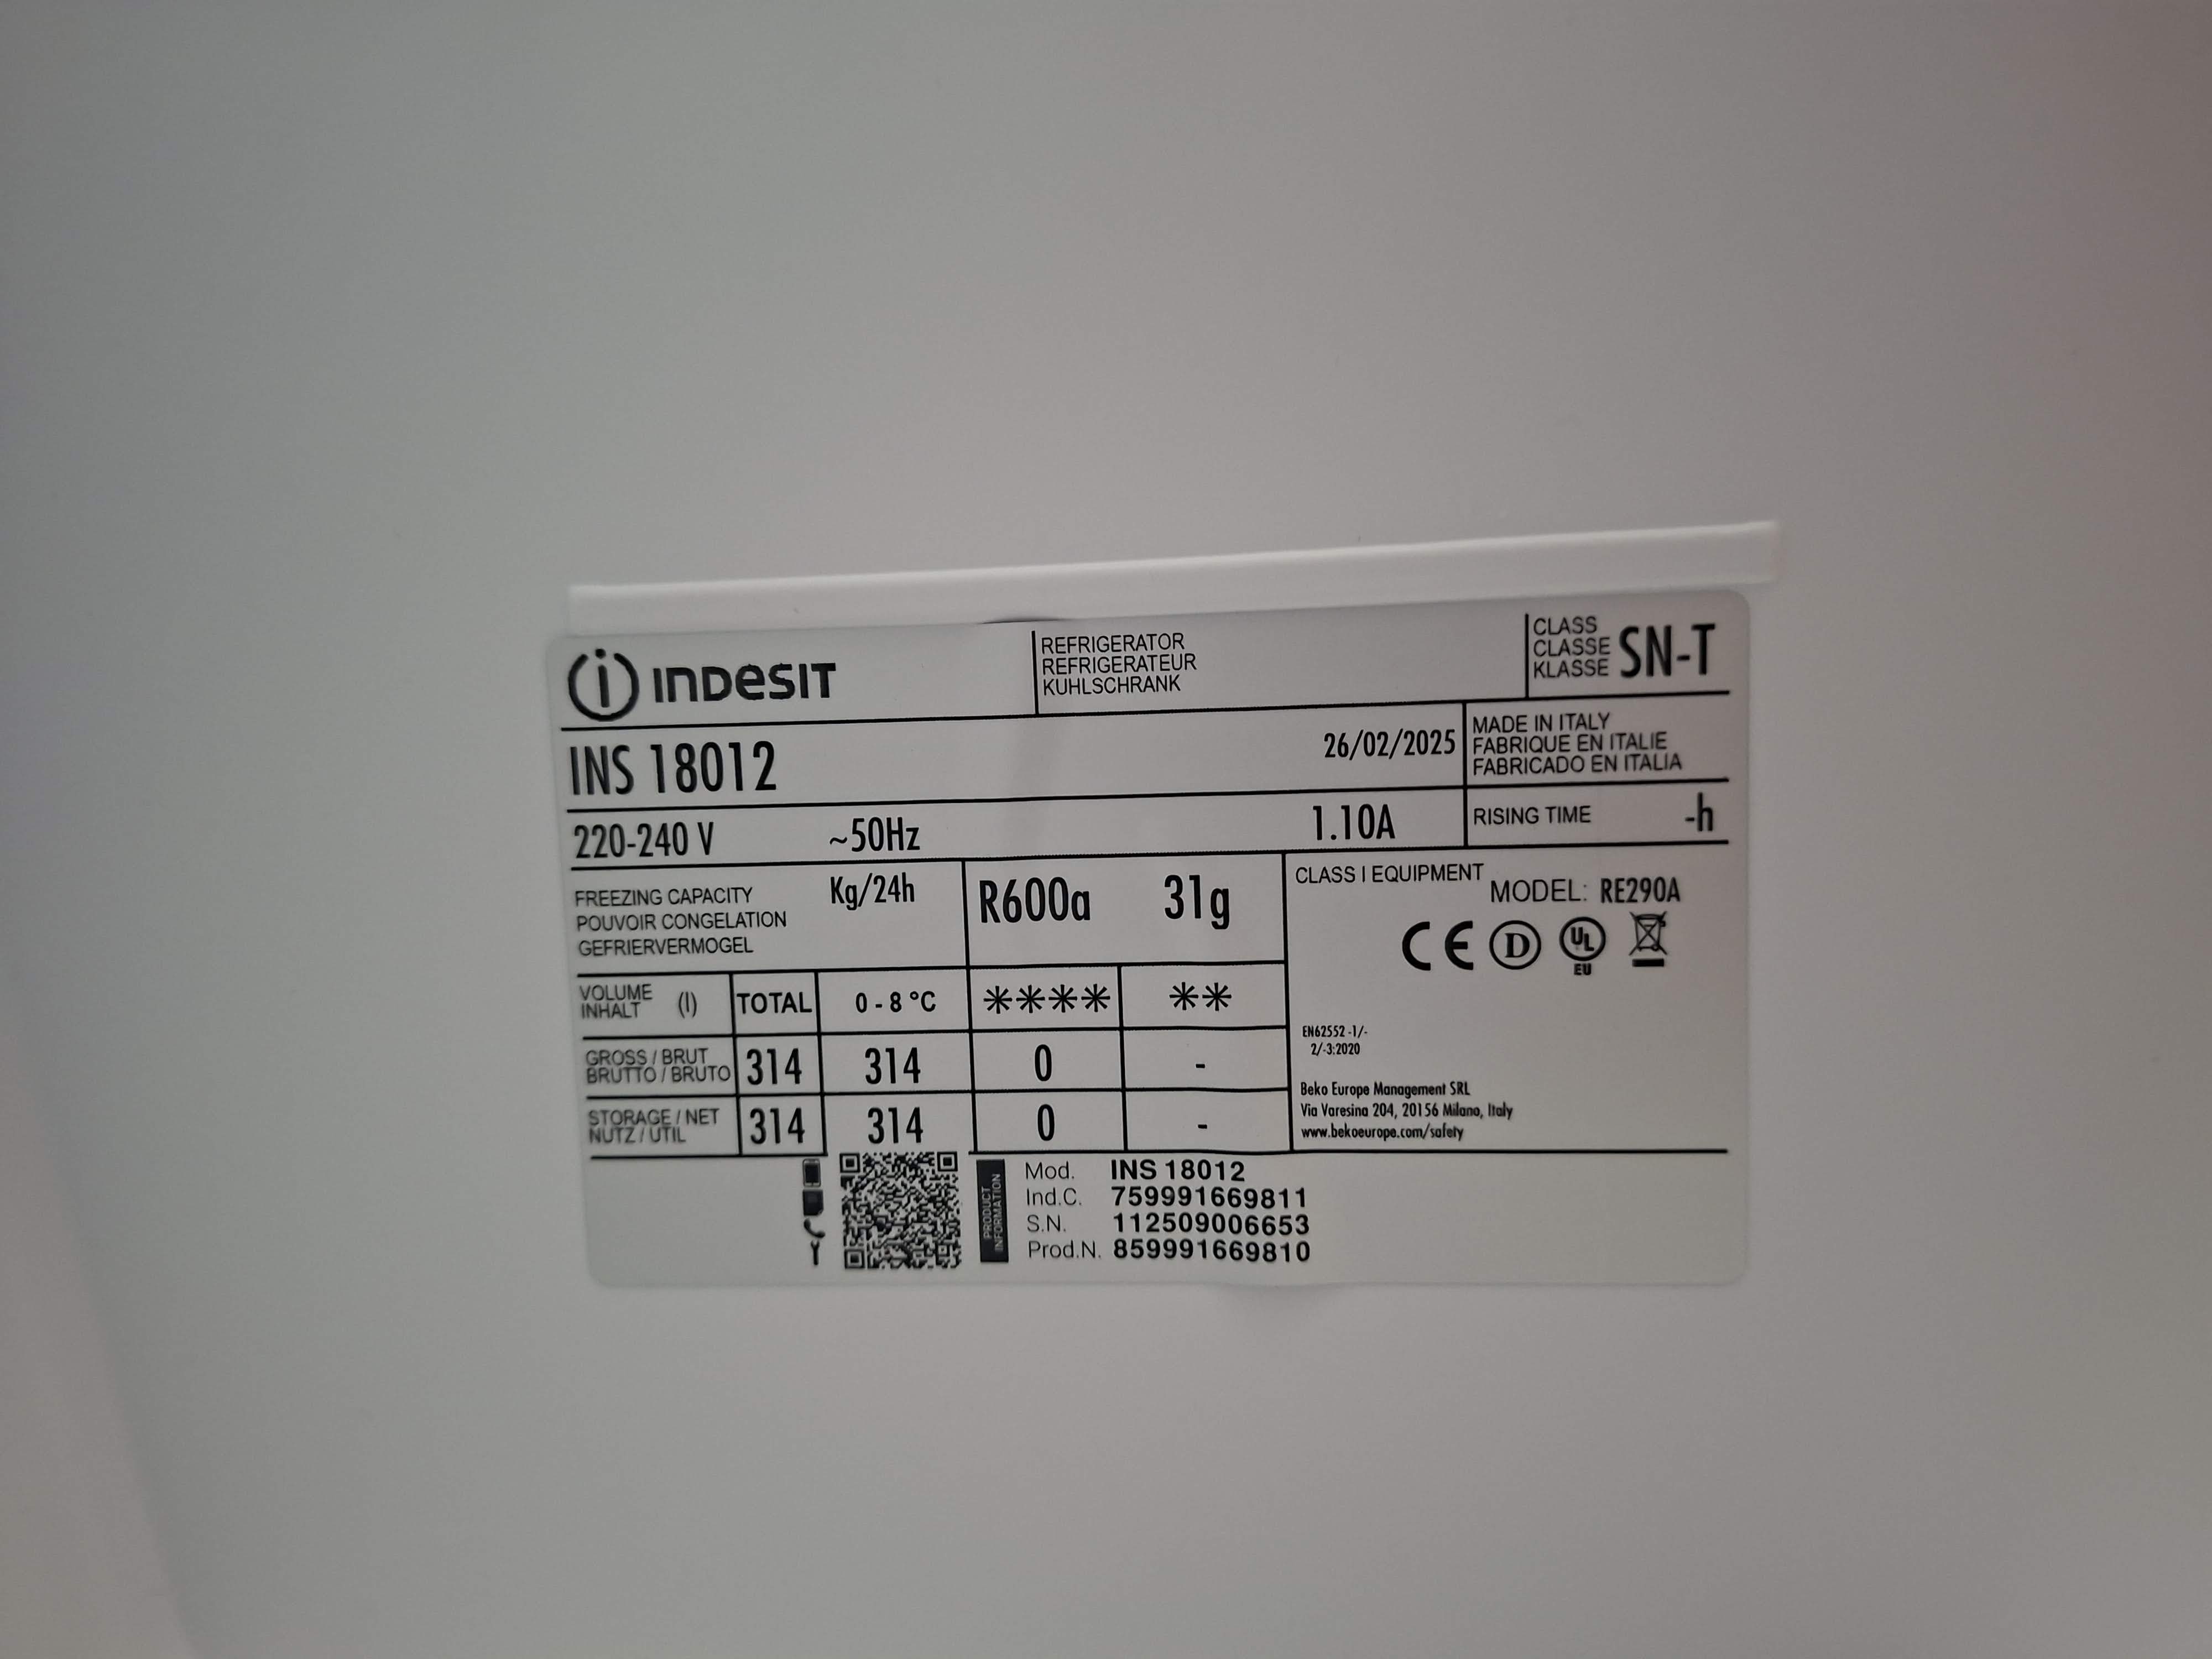 INDESIT
REFRIGERATOR
REFRIGERATEUR
KUHLSCHRANK
CLASS
CLASSE
KLASSE
SN-T
INS 18012
26/02/2025
MADE IN ITALY
FABRIQUE EN ITALIE
FABRICADO EN ITALIA
220-240 V ~50Hz 1.10A
RISING TIME -h
FREEZING CAPACITY
POUVOIR CONGELATION
GEFRIERVERMOGEL
Kg/24h
R600a 31g
CLASS I EQUIPMENT
MODEL: RE290A
CE D UL
EU
VOLUME
INHALT
(l)
TOTAL
0 - 8 °C
**** **
GROSS / BRUT
BRUTTO / BRUTO
314 314 0 -
STORAGE / NET
NUTZ / UTIL
314 314 0 -
EN62552 -1/-
2/-3:2020
Beko Europe Management SRL
Via Varesina 204, 20156 Milano, Italy
www.bekoeurope.com/safety
PRODUCT
INFORMATION
Mod. INS 18012
Ind.C. 759991669811
S.N. 112509006653
Prod.N. 859991669810